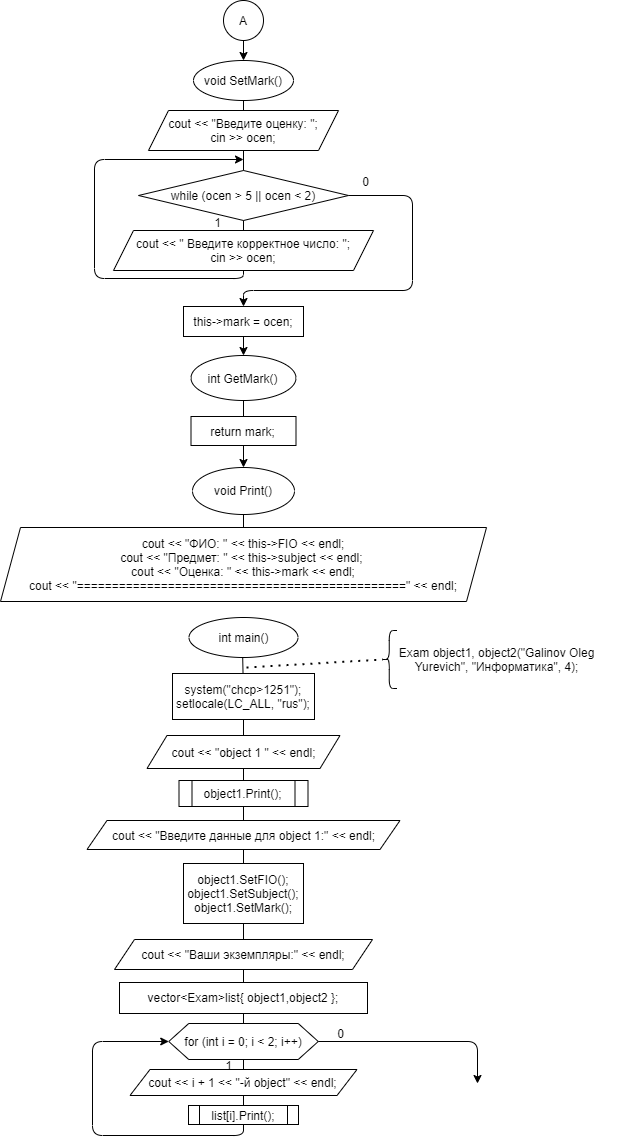 A
void SetMark()
cout << "Введите оценку: ";
cin >> ocen;
0
while (ocen > 5 || ocen < 2)
1
cout << " Введите корректное число: ";
cin >> ocen;
this->mark = ocen;
int GetMark()
return mark;
void Print()
cout << "ФИО: " << this->FIO << endl;
cout << "Предмет: " << this->subject << endl;
cout << "Оценка: " << this->mark << endl;
cout << "===============================================" << endl;
int main()
Exam object1, object2("Galinov Oleg
Yurevich", "Информатика", 4);
system("chcp>1251");
setlocale(LC_ALL, "rus");
cout << "object 1 " << endl;
object1.Print();
cout << "Введите данные для object 1:" << endl;
object1.SetFIO();
object1.SetSubject();
object1.SetMark();
cout << "Ваши экземпляры:" << endl;
vector<Exam>list{ object1,object2 };
0
for (int i = 0; i < 2; i++)
1
cout << i + 1 << "-й object" << endl;
list[i].Print();